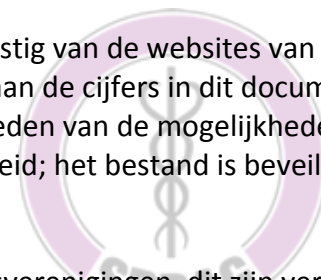 stig van de websites van
aan de cijfers in dit docum
eden van de mogelijkhede
eid; het bestand is beveil
verenigingen, dit zijn ver